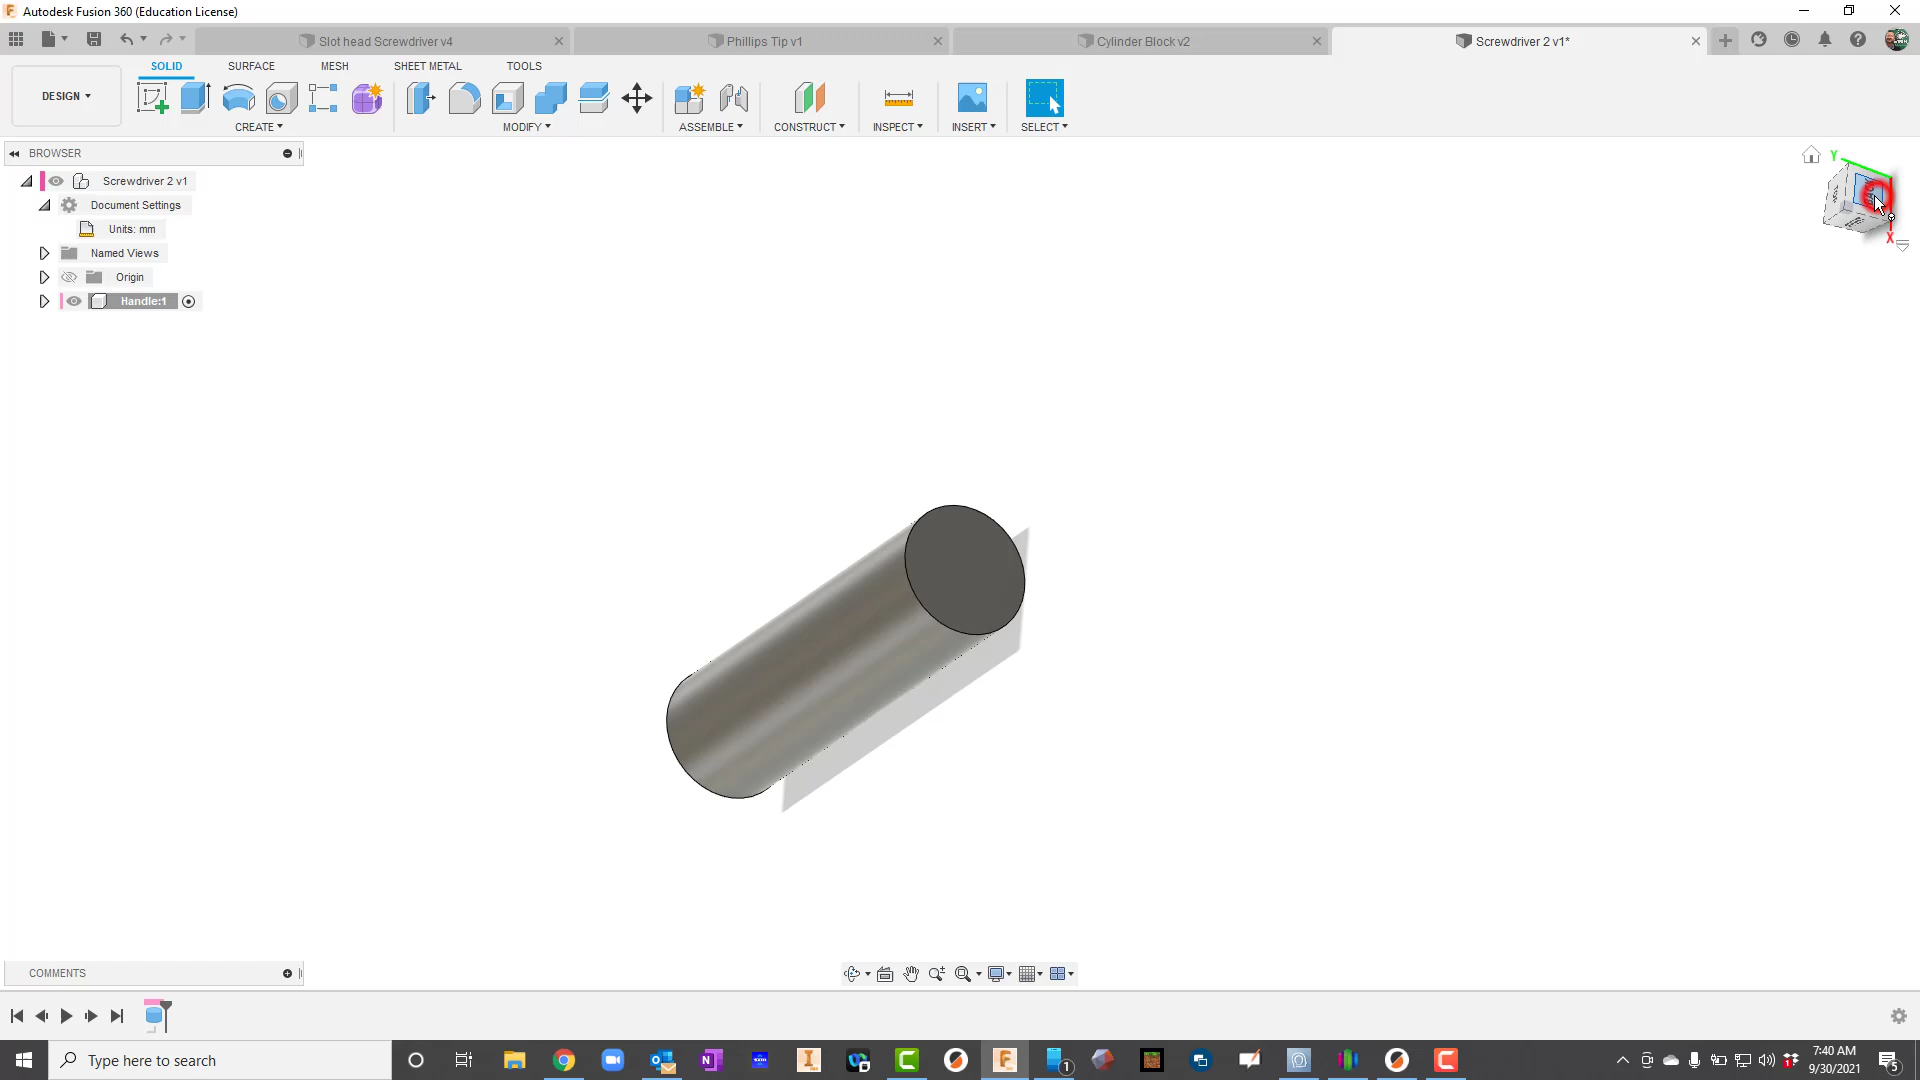 Autodesk Fusion 360 (Education License)
Slot head Screwdriver v4
Phillips Tip v1
Cylinder Block v2
Screwdriver 2 v1*
SOLID
SURFACE
MESH
SHEET METAL
TOOLS
DESIGN
CREATE
MODIFY
ASSEMBLE
CONSTRUCT
INSPECT
INSERT
SELECT
BROWSER
Screwdriver 2 v1
Document Settings
Units: mm
Named Views
Origin
Handle:1
Y
X
COMMENTS
Type here to search
1
7:40 AM
9/30/2021
5